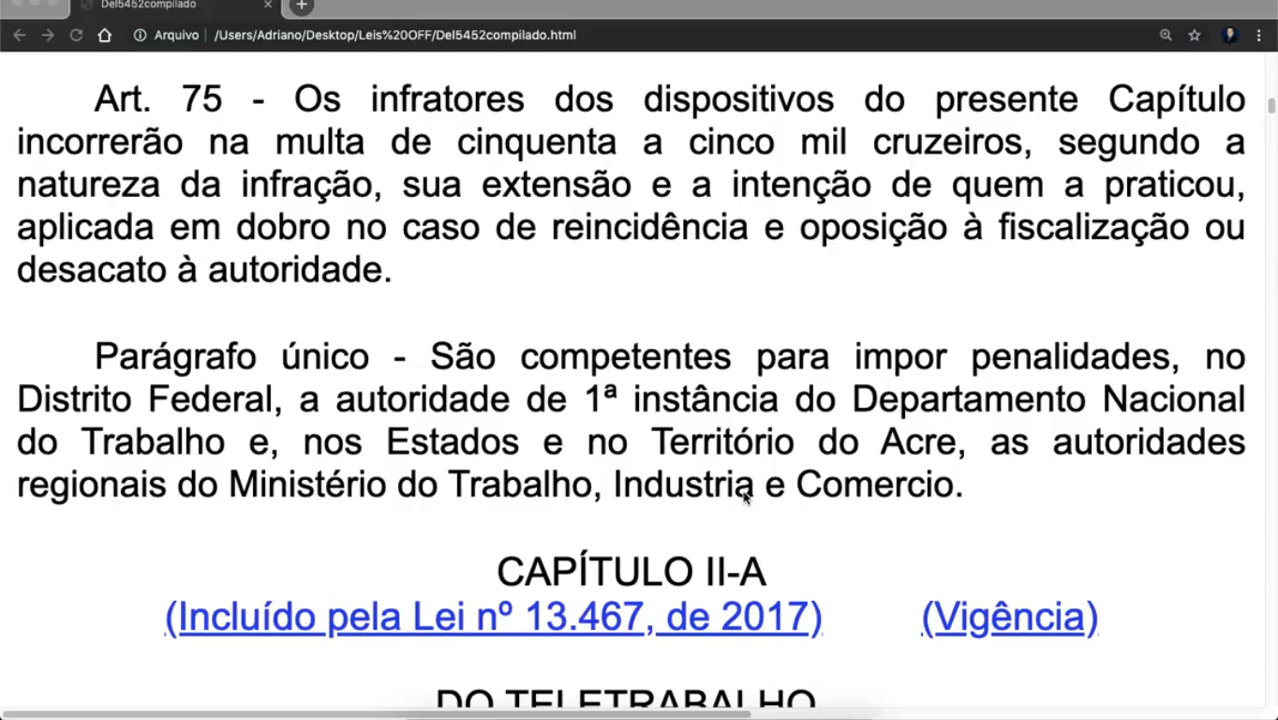 Del5452compilado
Arquivo | /Users/Adriano/Desktop/Leis%20OFF/Del5452compilado.html
Art. 75 - Os infratores dos dispositivos do presente Capítulo
incorrerão na multa de cinquenta a cinco mil cruzeiros, segundo a
natureza da infração, sua extensão e a intenção de quem a praticou,
aplicada em dobro no caso de reincidência e oposição à fiscalização ou
desacato à autoridade.
Parágrafo único - São competentes para impor penalidades, no
Distrito Federal, a autoridade de 1ª instância do Departamento Nacional
do Trabalho e, nos Estados e no Território do Acre, as autoridades
regionais do Ministério do Trabalho, Industria e Comercio.
CAPÍTULO II-A
(Incluído pela Lei nº 13.467, de 2017) (Vigência)
DO TELETRABALHO